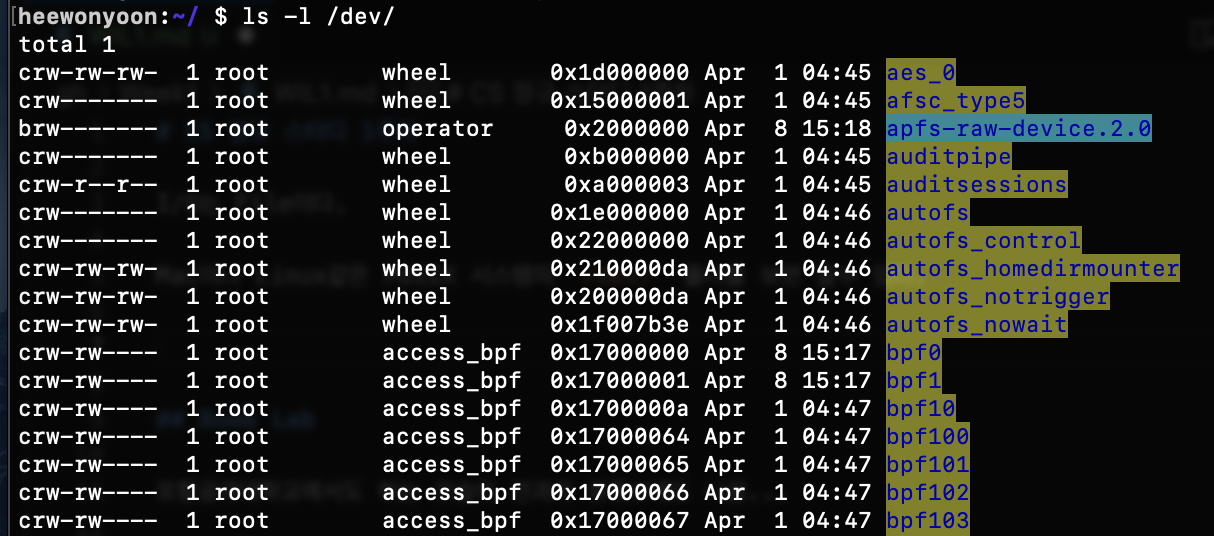 [heewonyoon:~/ $ ls -l /dev/
total 1
crw-rw-rw-  1 root        wheel       0x1d000000 Apr  1 04:45 aes_0
crw-------  1 root        wheel       0x15000001 Apr  1 04:45 afsc_type5
brw-------  1 root        operator     0x2000000 Apr  8 15:18 apfs-raw-device.2.0
crw-------  1 root        wheel        0xb000000 Apr  1 04:45 auditpipe
crw-r--r--  1 root        wheel        0xa000003 Apr  1 04:45 auditsessions
crw-------  1 root        wheel       0x1e000000 Apr  1 04:46 autofs
crw-------  1 root        wheel       0x22000000 Apr  1 04:46 autofs_control
crw-rw-rw-  1 root        wheel       0x210000da Apr  1 04:46 autofs_homedirmounter
crw-rw-rw-  1 root        wheel       0x200000da Apr  1 04:46 autofs_notrigger
crw-rw-rw-  1 root        wheel       0x1f007b3e Apr  1 04:46 autofs_nowait
crw-rw----  1 root        access_bpf  0x17000000 Apr  8 15:17 bpf0
crw-rw----  1 root        access_bpf  0x17000001 Apr  8 15:17 bpf1
crw-rw----  1 root        access_bpf  0x1700000a Apr  1 04:47 bpf10
crw-rw----  1 root        access_bpf  0x17000064 Apr  1 04:47 bpf100
crw-rw----  1 root        access_bpf  0x17000065 Apr  1 04:47 bpf101
crw-rw----  1 root        access_bpf  0x17000066 Apr  1 04:47 bpf102
crw-rw----  1 root        access_bpf  0x17000067 Apr  1 04:47 bpf103